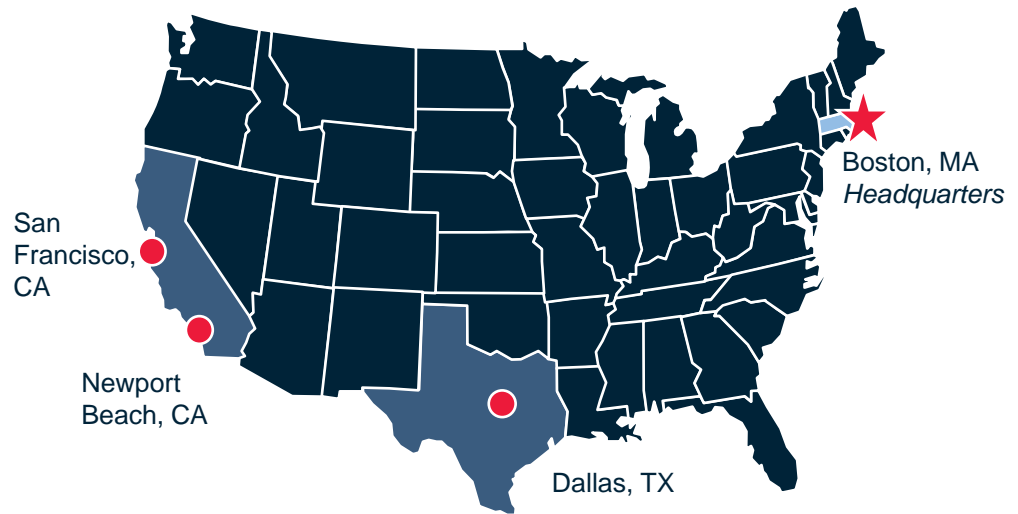 Boston, MA
Headquarters
San
Francisco,
CA
Newport
Beach, CA
Dallas, TX